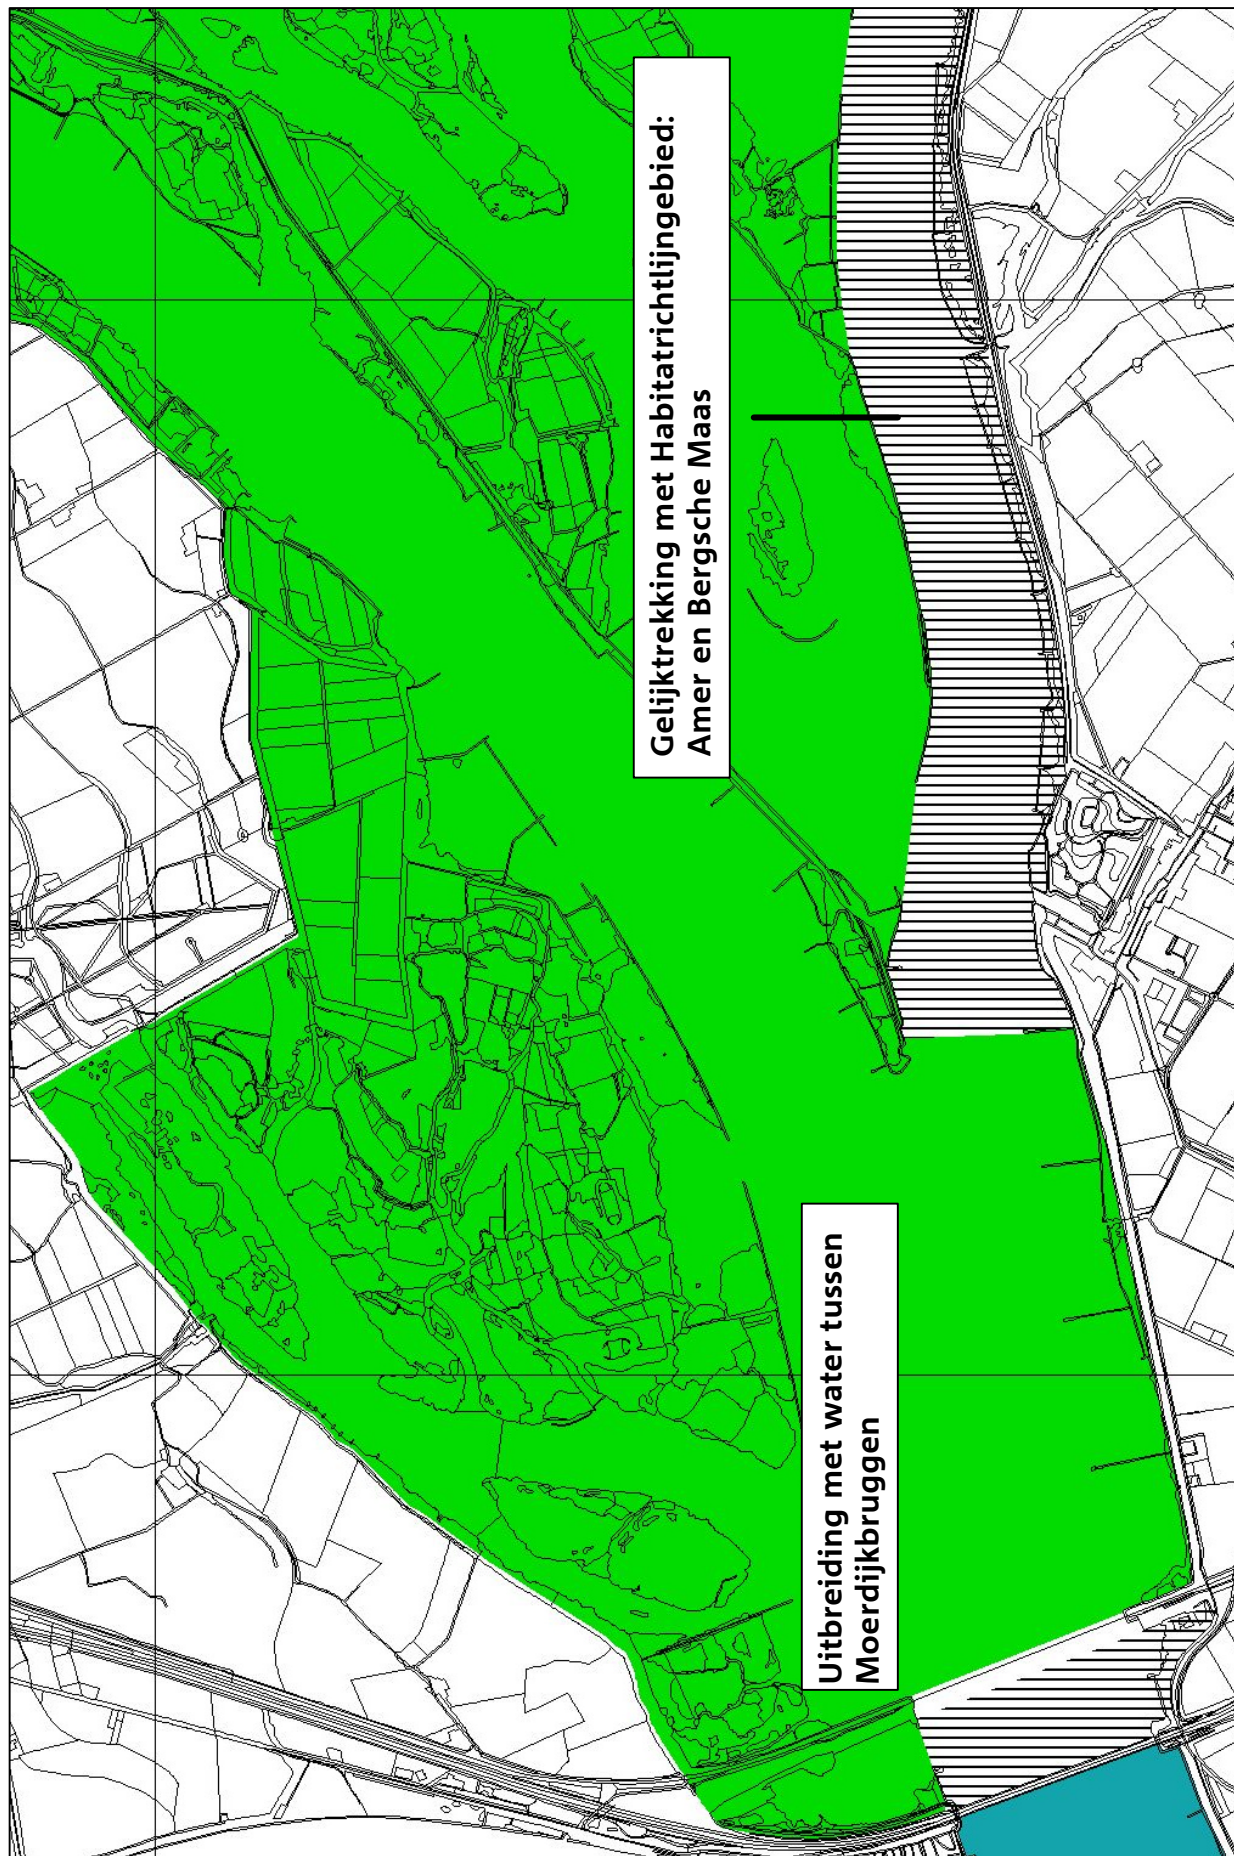 Gelijktrekking met Habitatrichtlijngebied:
Amer en Bergsche Maas
Uitbreiding met water tussen
Moerdijkbruggen